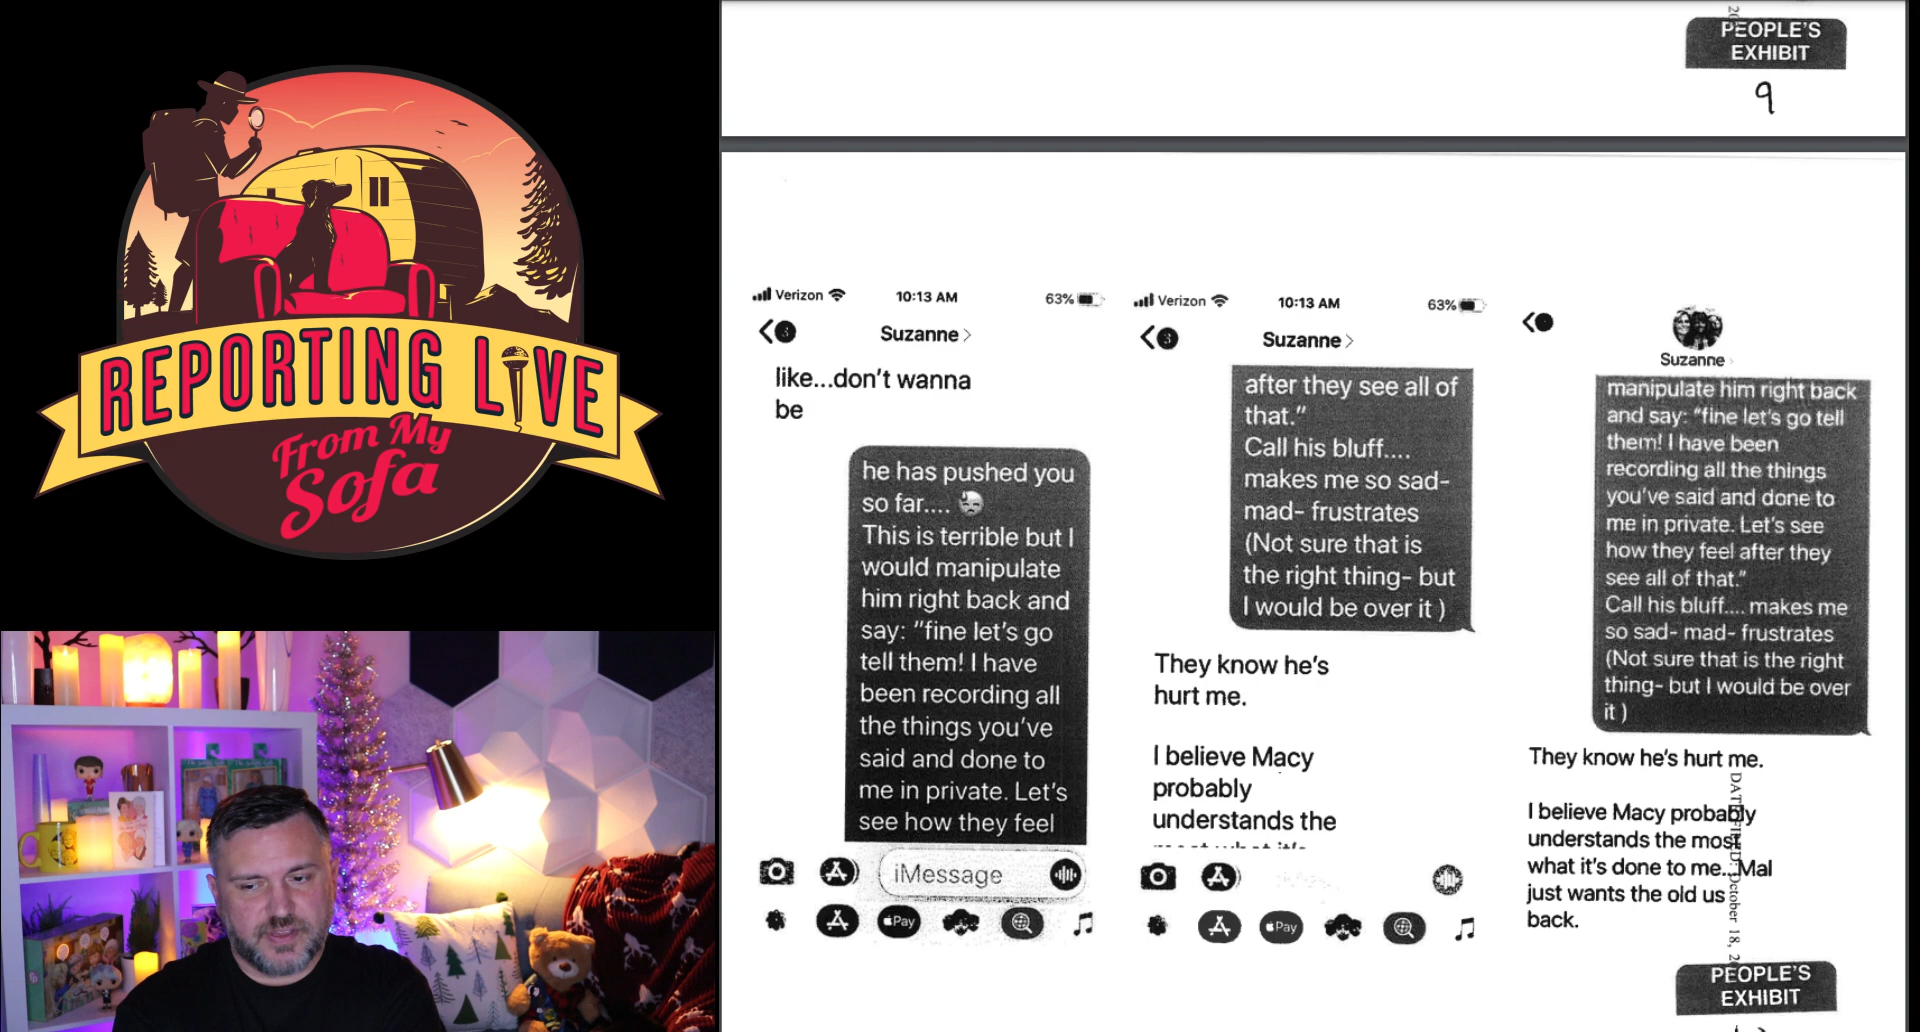 REPORTING LIVE
From My
Sofa
PEOPLE'S
EXHIBIT
9
Verizon
10:13 AM
63%
3
Suzanne
like...don't wanna
be
he has pushed you
so far....
This is terrible but I
would manipulate
him right back and
say: "fine let's go
tell them! I have
been recording all
the things you've
said and done to
me in private. Let's
see how they feel
iMessage
Pay
Verizon
10:13 AM
63%
3
Suzanne
after they see all of
that."
Call his bluff....
makes me so sad-
mad- frustrates
(Not sure that is
the right thing- but
I would be over it )
They know he's
hurt me.
I believe Macy
probably
understands the
most what it's
Pay
Suzanne
manipulate him right back
and say: "fine let's go tell
them! I have been
recording all the things
you've said and done to
me in private. Let's see
how they feel after they
see all of that."
Call his bluff.... makes me
so sad- mad- frustrates
(Not sure that is the right
thing- but I would be over
it )
They know he's hurt me.
I believe Macy probably
understands the most
what it's done to me...Mal
just wants the old us
back.
October 18,
PEOPLE'S
EXHIBIT